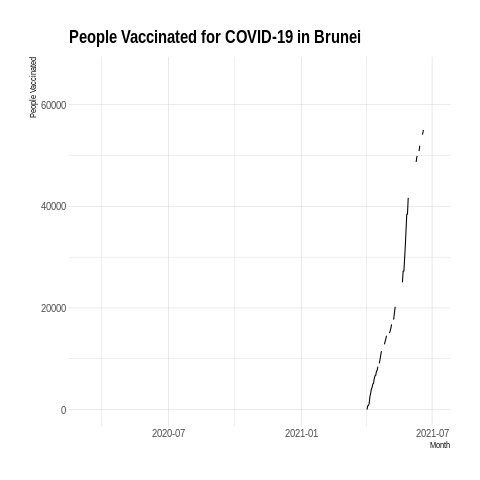 People Vaccinated for COVID-19 in Brunei
People Vaccinated
60000
40000
20000
0
2020-07 2021-01 2021-07
Month